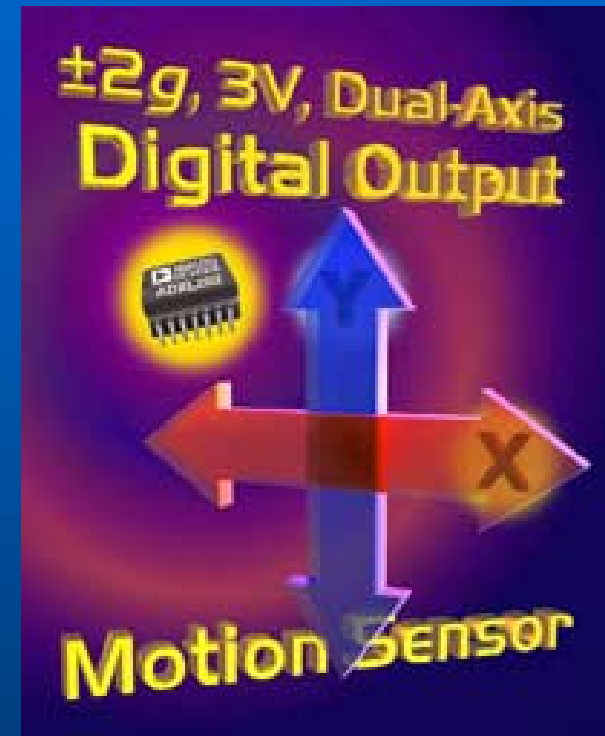 ±2g, 3V, Dual-Axis
Digital Output
Y
X
Motion Sensor